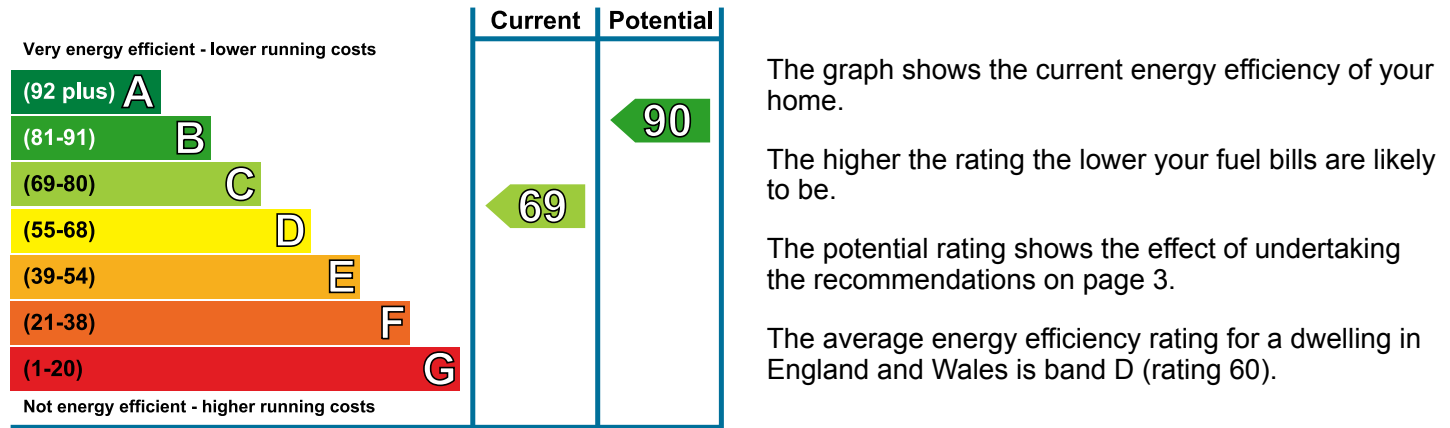 Current Potential
Very energy efficient - lower running costs
(92 plus) A
(81-91) B
90
(69-80) C
69
(55-68) D
(39-54) E
(21-38) F
(1-20) G
Not energy efficient - higher running costs
The graph shows the current energy efficiency of your
home.
The higher the rating the lower your fuel bills are likely
to be.
The potential rating shows the effect of undertaking
the recommendations on page 3.
The average energy efficiency rating for a dwelling in
England and Wales is band D (rating 60).